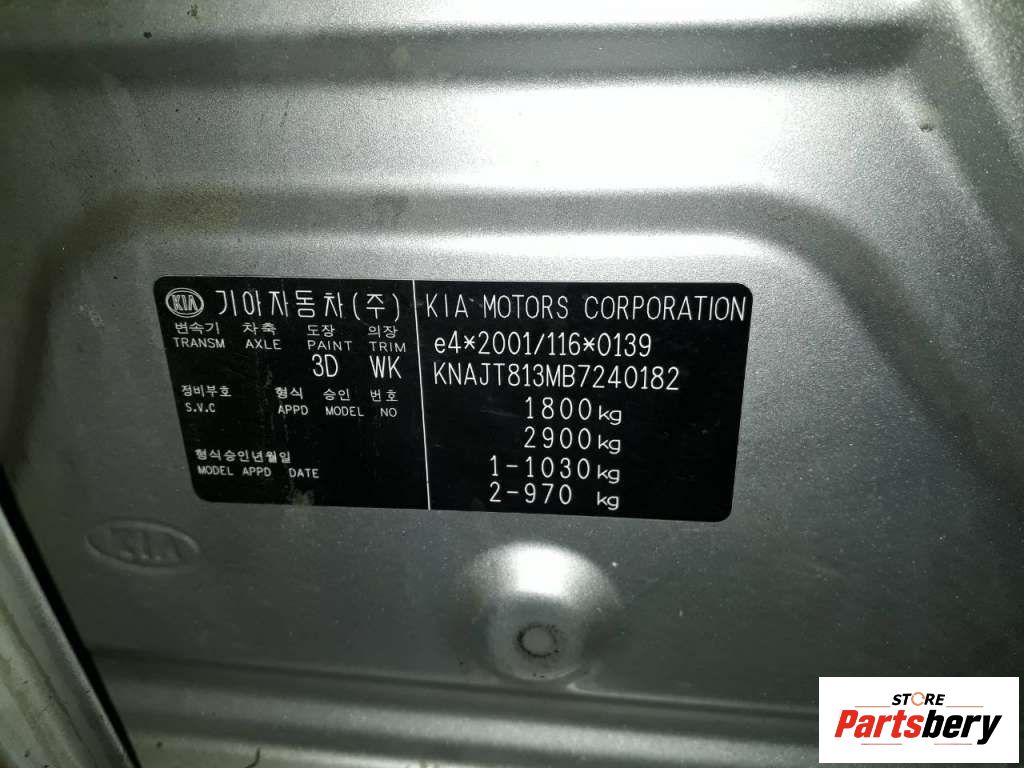 KIA 기아자동차(주)
변속기 차축 도장 의장
TRANSM AXLE PAINT TRIM
3D WK
정비부호 형식 승인 번호
S.V.C APPD MODEL NO
형식승인년월일
MODEL APPD DATE
KIA MOTORS CORPORATION
e4*2001/116*0139
KNAJT813MB7240182
1800kg
2900kg
1-1030kg
2-970 kg
KIA
STORE
Partsbery